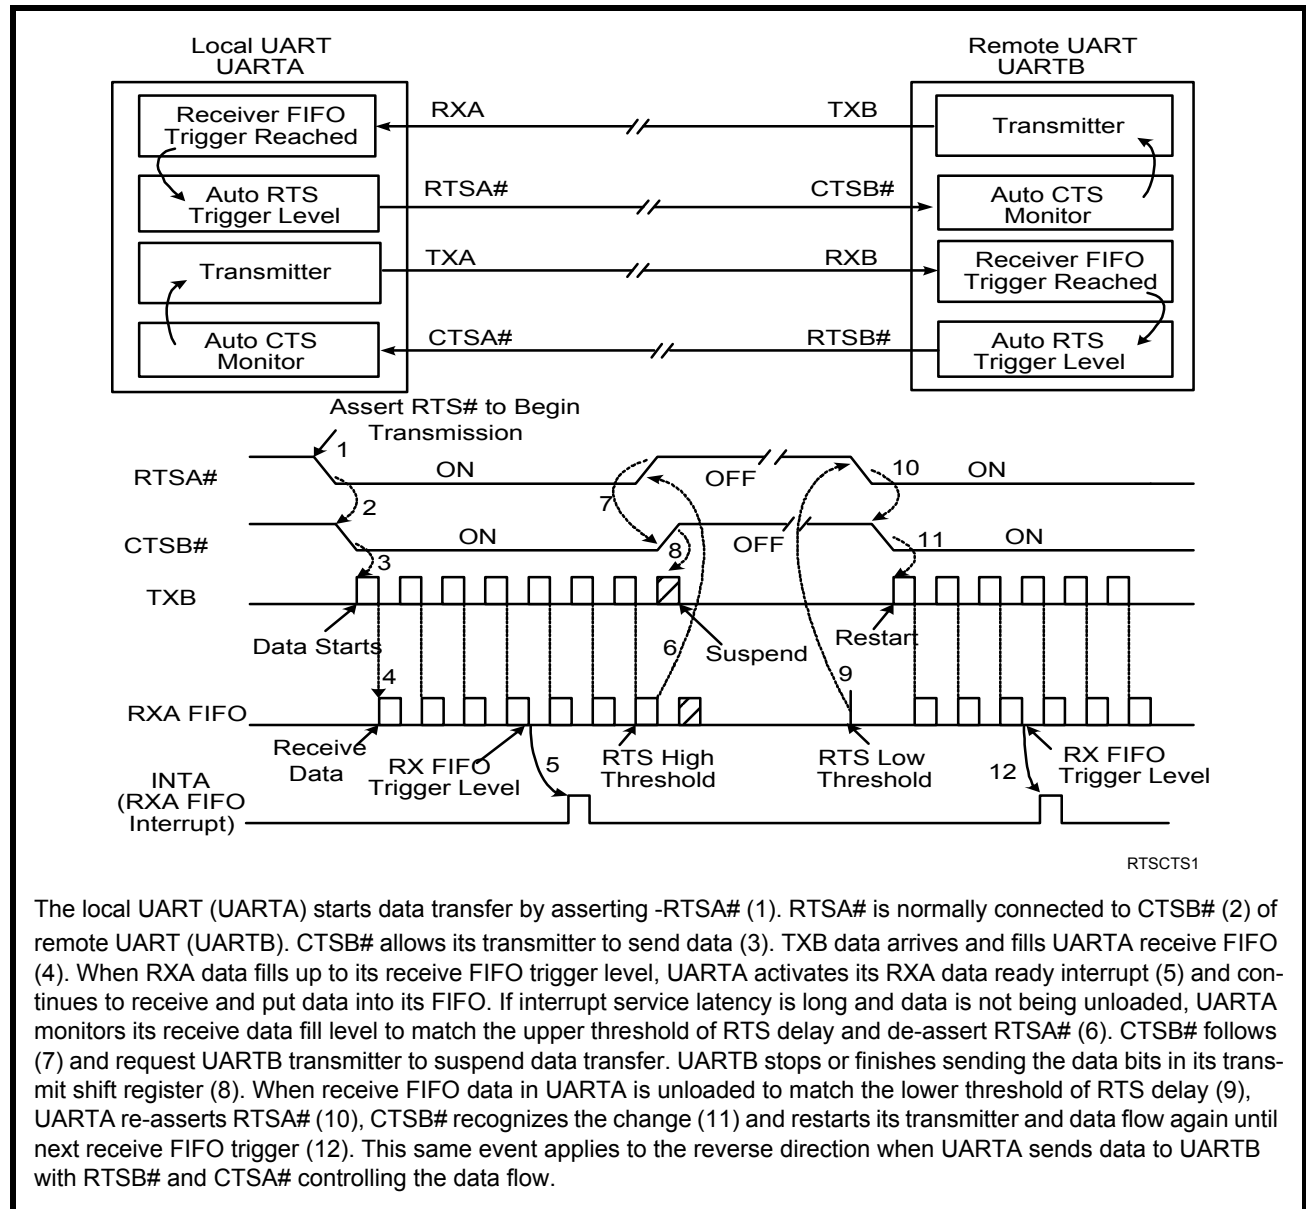 Local UART
UARTA
Remote UART
UARTB
Receiver FIFO
Trigger Reached
RXA
TXB
Transmitter
Auto RTS
Trigger Level
RTSA#
CTSB#
Auto CTS
Monitor
Transmitter
TXA
RXB
Receiver FIFO
Trigger Reached
Auto CTS
Monitor
CTSA#
RTSB#
Auto RTS
Trigger Level
Assert RTS# to Begin
Transmission
1
RTSA#
ON
OFF
10
ON
2
7
CTSB#
ON
OFF
11
ON
3
8
TXB
Data Starts
6
Suspend
Restart
4
9
RXA FIFO
Receive
Data
RX FIFO
Trigger Level
5
RTS High
Threshold
RTS Low
Threshold
12
RX FIFO
Trigger Level
INTA
(RXA FIFO
Interrupt)
RTSCTS1
The local UART (UARTA) starts data transfer by asserting -RTSA# (1). RTSA# is normally connected to CTSB# (2) of
remote UART (UARTB). CTSB# allows its transmitter to send data (3). TXB data arrives and fills UARTA receive FIFO
(4). When RXA data fills up to its receive FIFO trigger level, UARTA activates its RXA data ready interrupt (5) and con-
tinues to receive and put data into its FIFO. If interrupt service latency is long and data is not being unloaded, UARTA
monitors its receive data fill level to match the upper threshold of RTS delay and de-assert RTSA# (6). CTSB# follows
(7) and request UARTB transmitter to suspend data transfer. UARTB stops or finishes sending the data bits in its trans-
mit shift register (8). When receive FIFO data in UARTA is unloaded to match the lower threshold of RTS delay (9),
UARTA re-asserts RTSA# (10), CTSB# recognizes the change (11) and restarts its transmitter and data flow again until
next receive FIFO trigger (12). This same event applies to the reverse direction when UARTA sends data to UARTB
with RTSB# and CTSA# controlling the data flow.